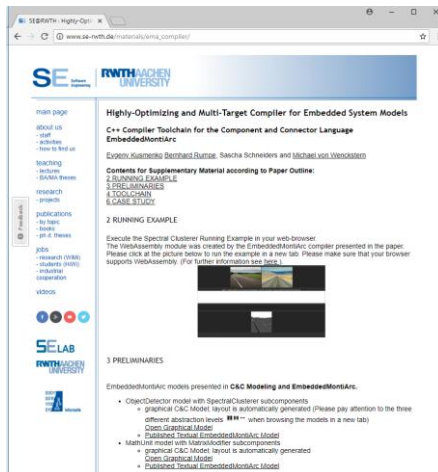 SE@RWTH - Highly-Opti
www.se-rwth.de/materials/ema_compiler/
SE Software Engineering
RWTH AACHEN UNIVERSITY
main page
about us
- staff
- activities
- how to find us
teaching
- lectures
- BA/MA theses
research
- projects
publications
- by topic
- books
- ph.d. theses
jobs
- research (WiMi)
- students (HiWi)
- industrial cooperation
videos
SE LAB
RWTH AACHEN UNIVERSITY
Feedback
Highly-Optimizing and Multi-Target Compiler for Embedded System Models
C++ Compiler Toolchain for the Component and Connector Language
EmbeddedMontiArc
Evgeny Kusmenko Bernhard Rumpe, Sascha Schneiders and Michael von Wenckstern
Contents for Supplementary Material according to Paper Outline:
2 RUNNING EXAMPLE
3 PRELIMINARIES
4 TOOLCHAIN
6 CASE STUDY
2 RUNNING EXAMPLE
Execute the Spectral Clusterer Running Example in your web-browser.
The WebAssembly module was created by the EmbeddedMontiArc compiler presented in the paper.
Please click at the picture below to run the example in a new tab. Please make sure that your browser
supports WebAssembly. (For further information see here ).
3 PRELIMINARIES
EmbeddedMontiArc models presented in C&C Modeling and EmbeddedMontiArc.
• ObjectDetector model with SpectralClusterer subcomponents
◦ graphical C&C Model; layout is automatically generated (Please pay attention to the three
different abstraction levels when browsing the models in a new tab)
Open Graphical Model
◦ Published Textual EmbeddedMontiArc Model
• MathUnit model with MatrixModifier subcomponents
◦ graphical C&C Model; layout is automatically generated
Open Graphical Model
◦ Published Textual EmbeddedMontiArc Model